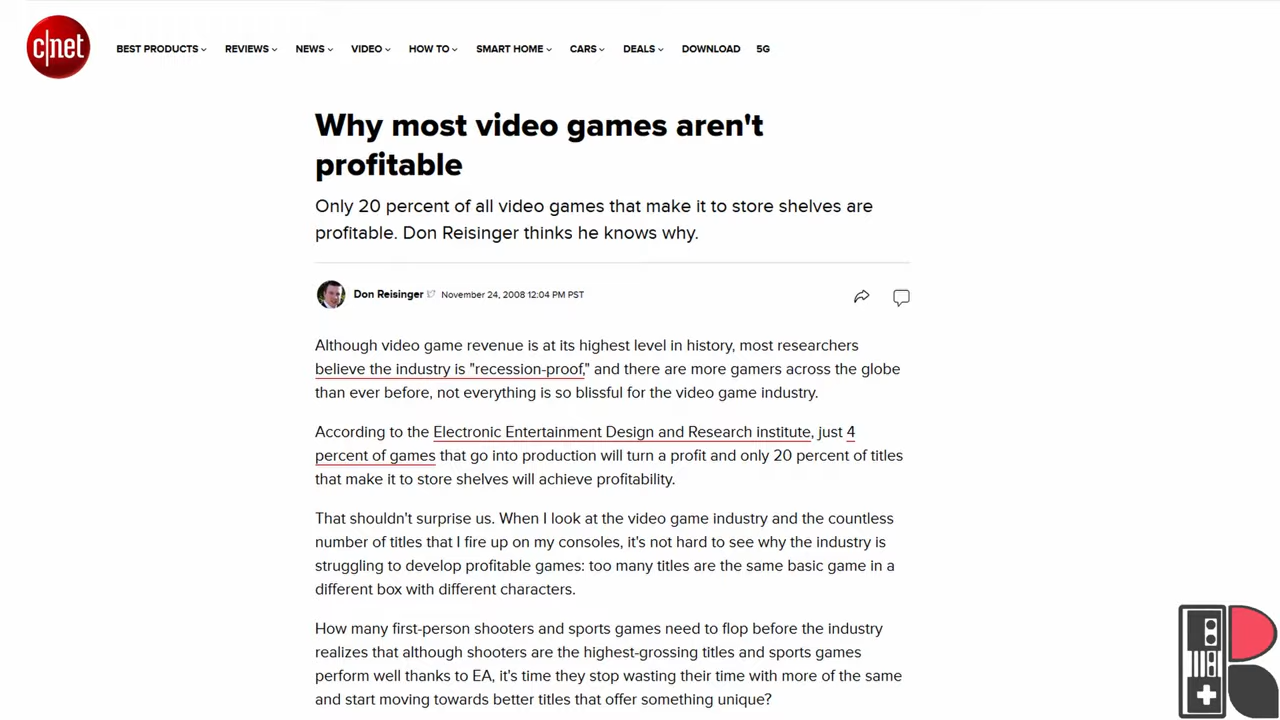 c|net
BEST PRODUCTS REVIEWS NEWS VIDEO HOW TO SMART HOME CARS DEALS DOWNLOAD 5G
Why most video games aren't
profitable
Only 20 percent of all video games that make it to store shelves are
profitable. Don Reisinger thinks he knows why.
Don Reisinger November 24, 2008 12:04 PM PST
Although video game revenue is at its highest level in history, most researchers
believe the industry is "recession-proof," and there are more gamers across the globe
than ever before, not everything is so blissful for the video game industry.
According to the Electronic Entertainment Design and Research institute, just 4
percent of games that go into production will turn a profit and only 20 percent of titles
that make it to store shelves will achieve profitability.
That shouldn't surprise us. When I look at the video game industry and the countless
number of titles that I fire up on my consoles, it's not hard to see why the industry is
struggling to develop profitable games: too many titles are the same basic game in a
different box with different characters.
How many first-person shooters and sports games need to flop before the industry
realizes that although shooters are the highest-grossing titles and sports games
perform well thanks to EA, it's time they stop wasting their time with more of the same
and start moving towards better titles that offer something unique?